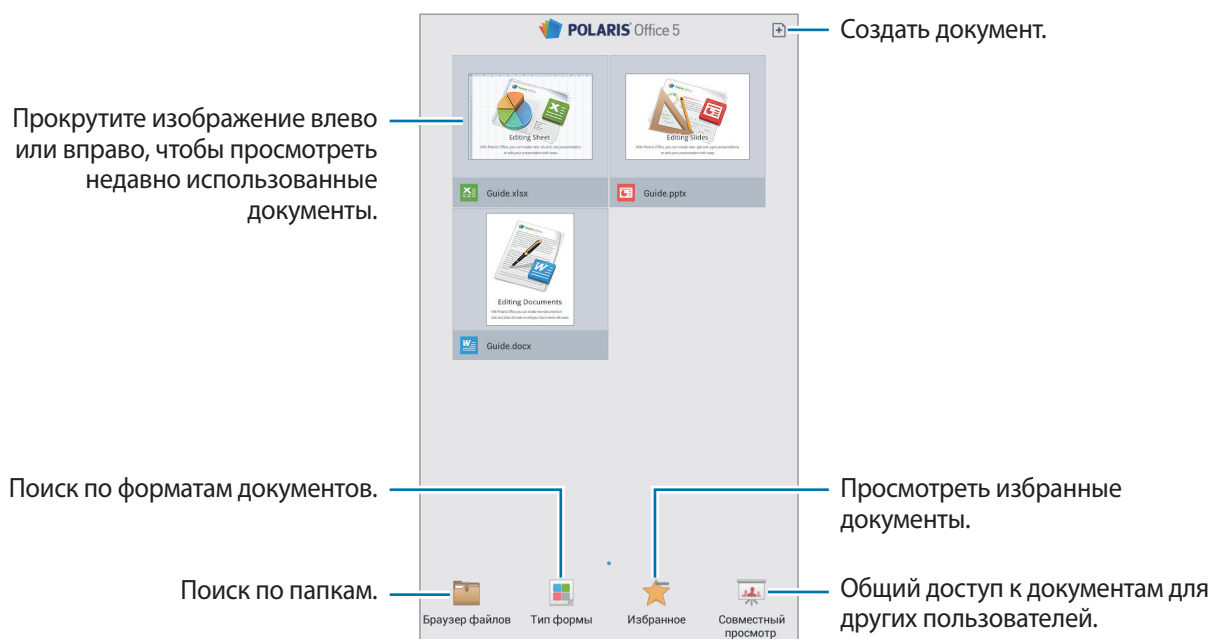 POLARIS Office 5
Создать документ.
Прокрутите изображение влево
или вправо, чтобы просмотреть
недавно использованные
документы.
Editing Sheet
Editing Slides
Guide.xlsx
Guide.pptx
Editing Documents
Guide.docx
Поиск по форматам документов.
Просмотреть избранные
документы.
Поиск по папкам.
Общий доступ к документам для
других пользователей.
Браузер файлов
Тип формы
Избранное
Совместный
просмотр